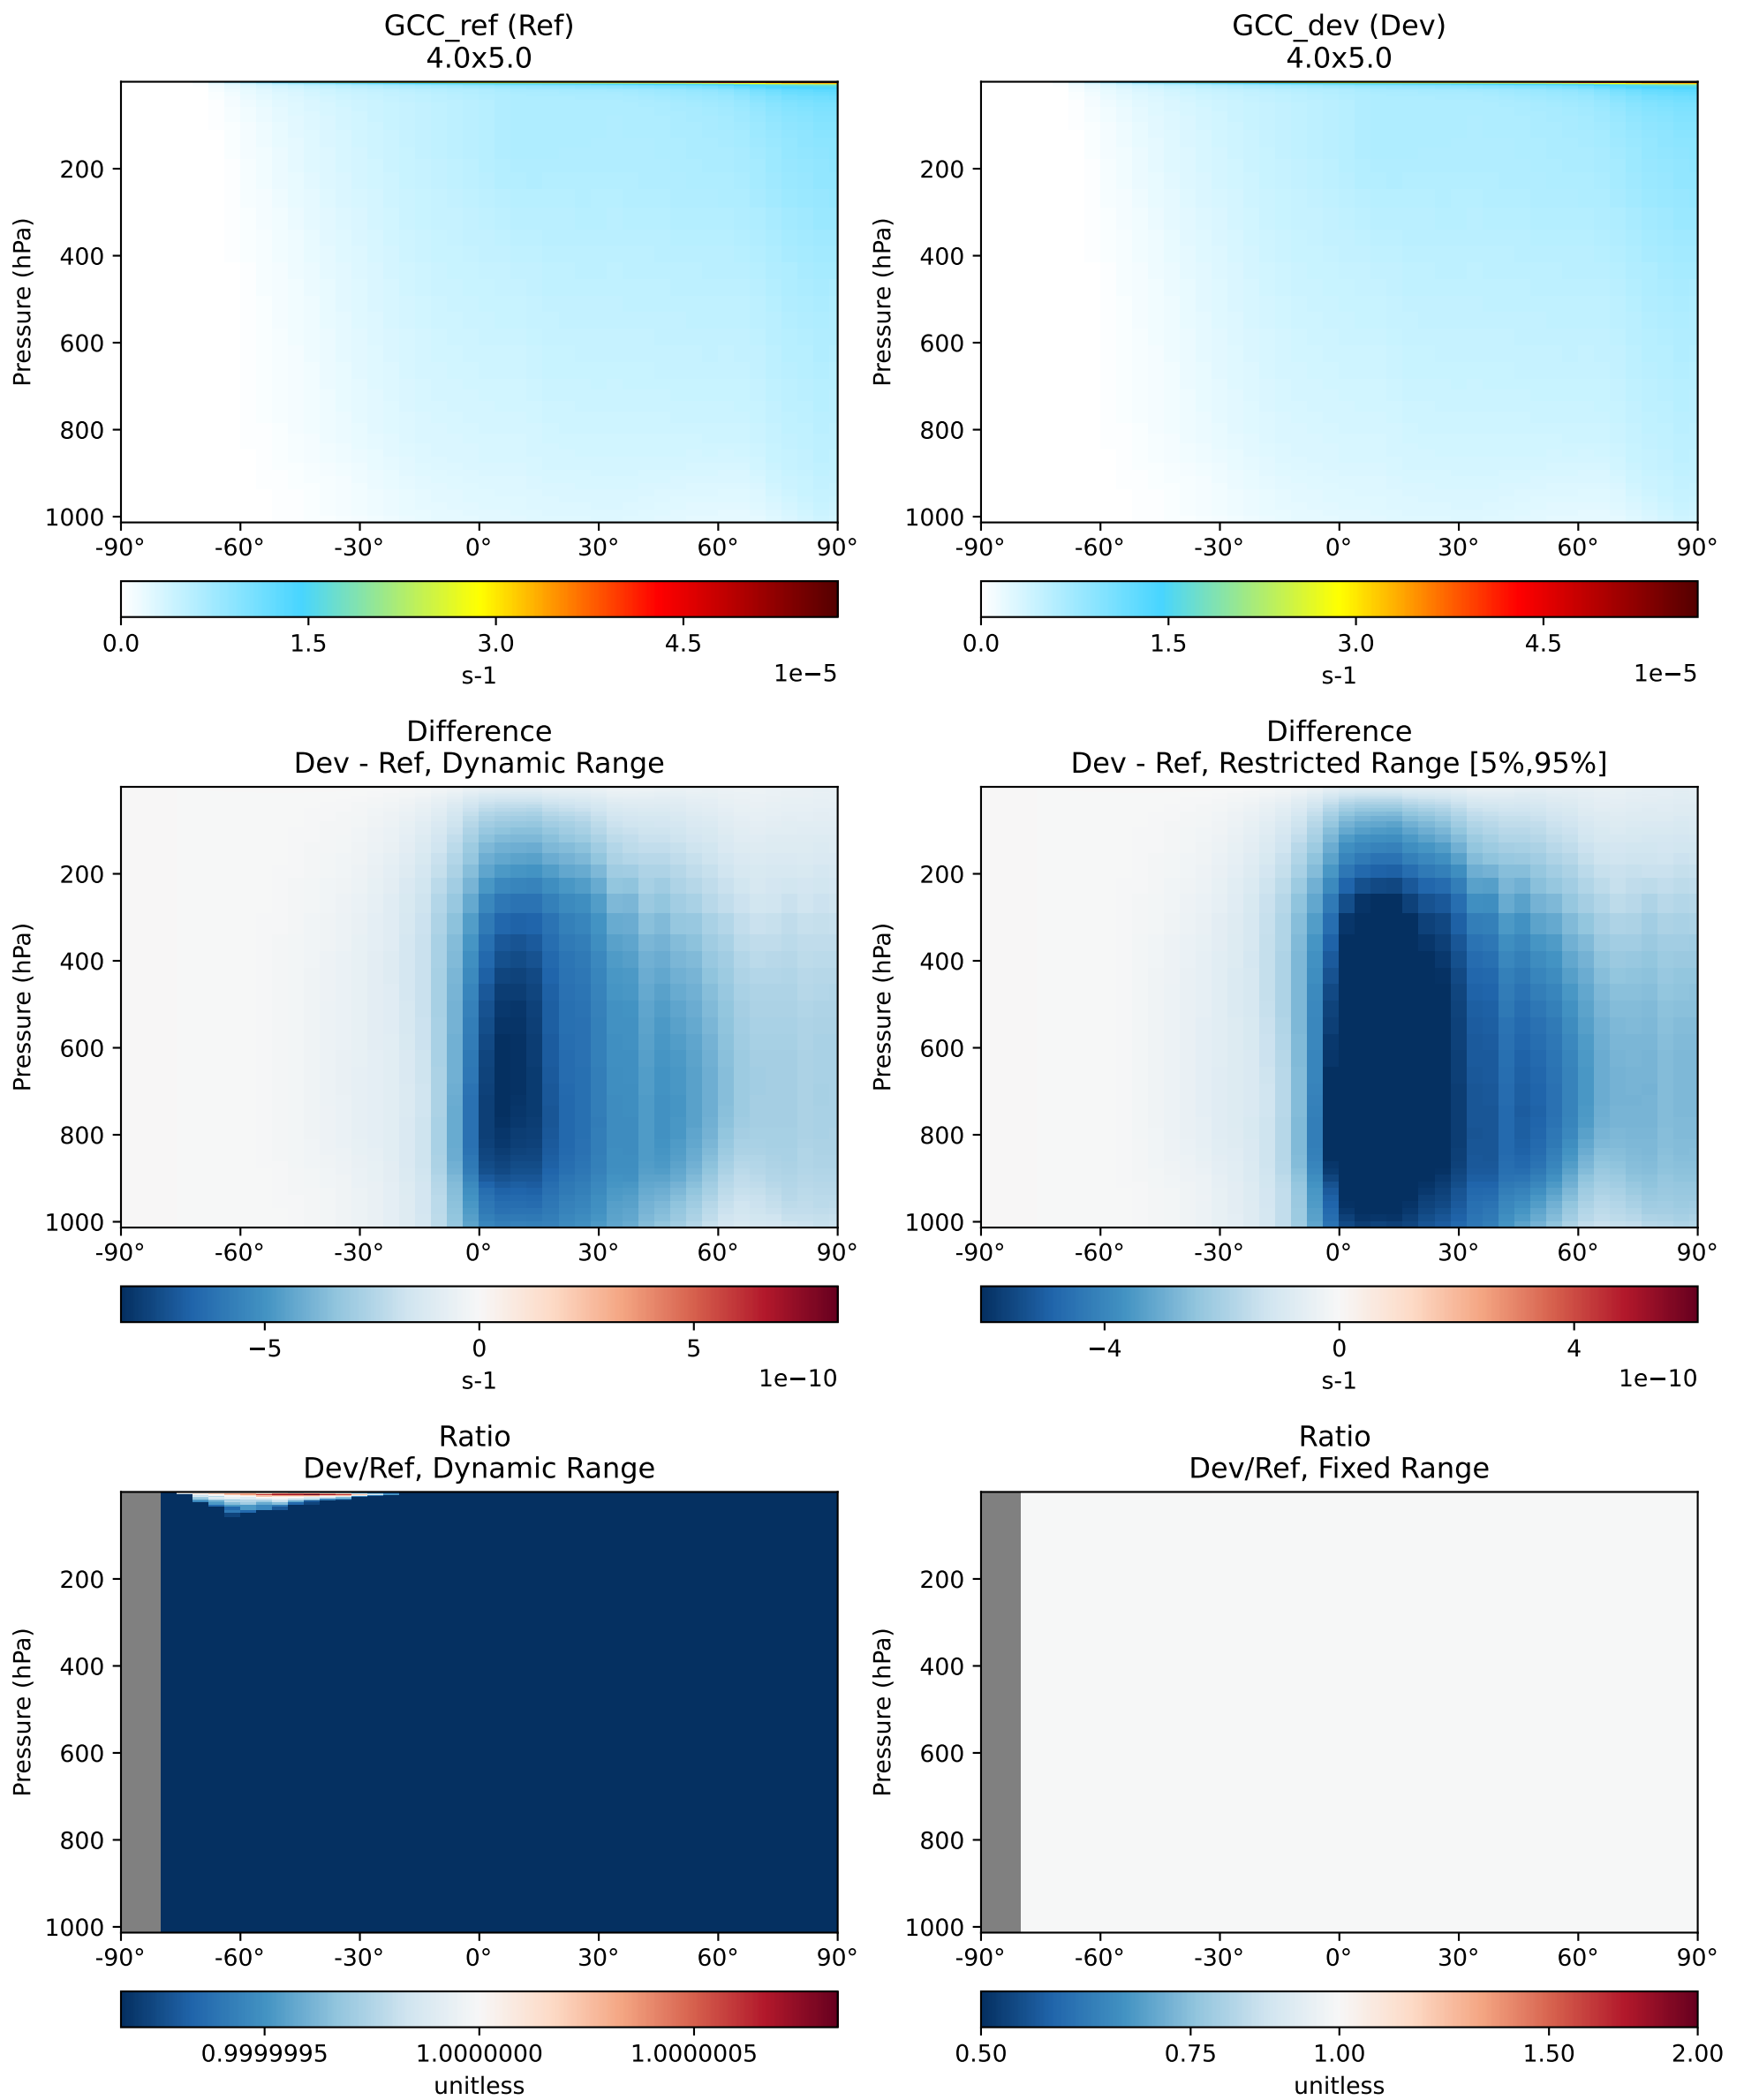 GCC_ref (Ref)
4.0x5.0
GCC_dev (Dev)
4.0x5.0
Pressure (hPa)
200
400
600
800
1000
-90° -60° -30° 0° 30° 60° 90°
0.0 1.5 3.0 4.5
s-1
1e−5
Pressure (hPa)
200
400
600
800
1000
-90° -60° -30° 0° 30° 60° 90°
0.0 1.5 3.0 4.5
s-1
1e−5
Difference
Dev - Ref, Dynamic Range
Pressure (hPa)
200
400
600
800
1000
-90° -60° -30° 0° 30° 60° 90°
−5 0 5
s-1
1e−10
Difference
Dev - Ref, Restricted Range [5%,95%]
Pressure (hPa)
200
400
600
800
1000
-90° -60° -30° 0° 30° 60° 90°
−4 0 4
s-1
1e−10
Ratio
Dev/Ref, Dynamic Range
Pressure (hPa)
200
400
600
800
1000
-90° -60° -30° 0° 30° 60° 90°
0.9999995 1.0000000 1.0000005
unitless
Ratio
Dev/Ref, Fixed Range
Pressure (hPa)
200
400
600
800
1000
-90° -60° -30° 0° 30° 60° 90°
0.50 0.75 1.00 1.50 2.00
unitless